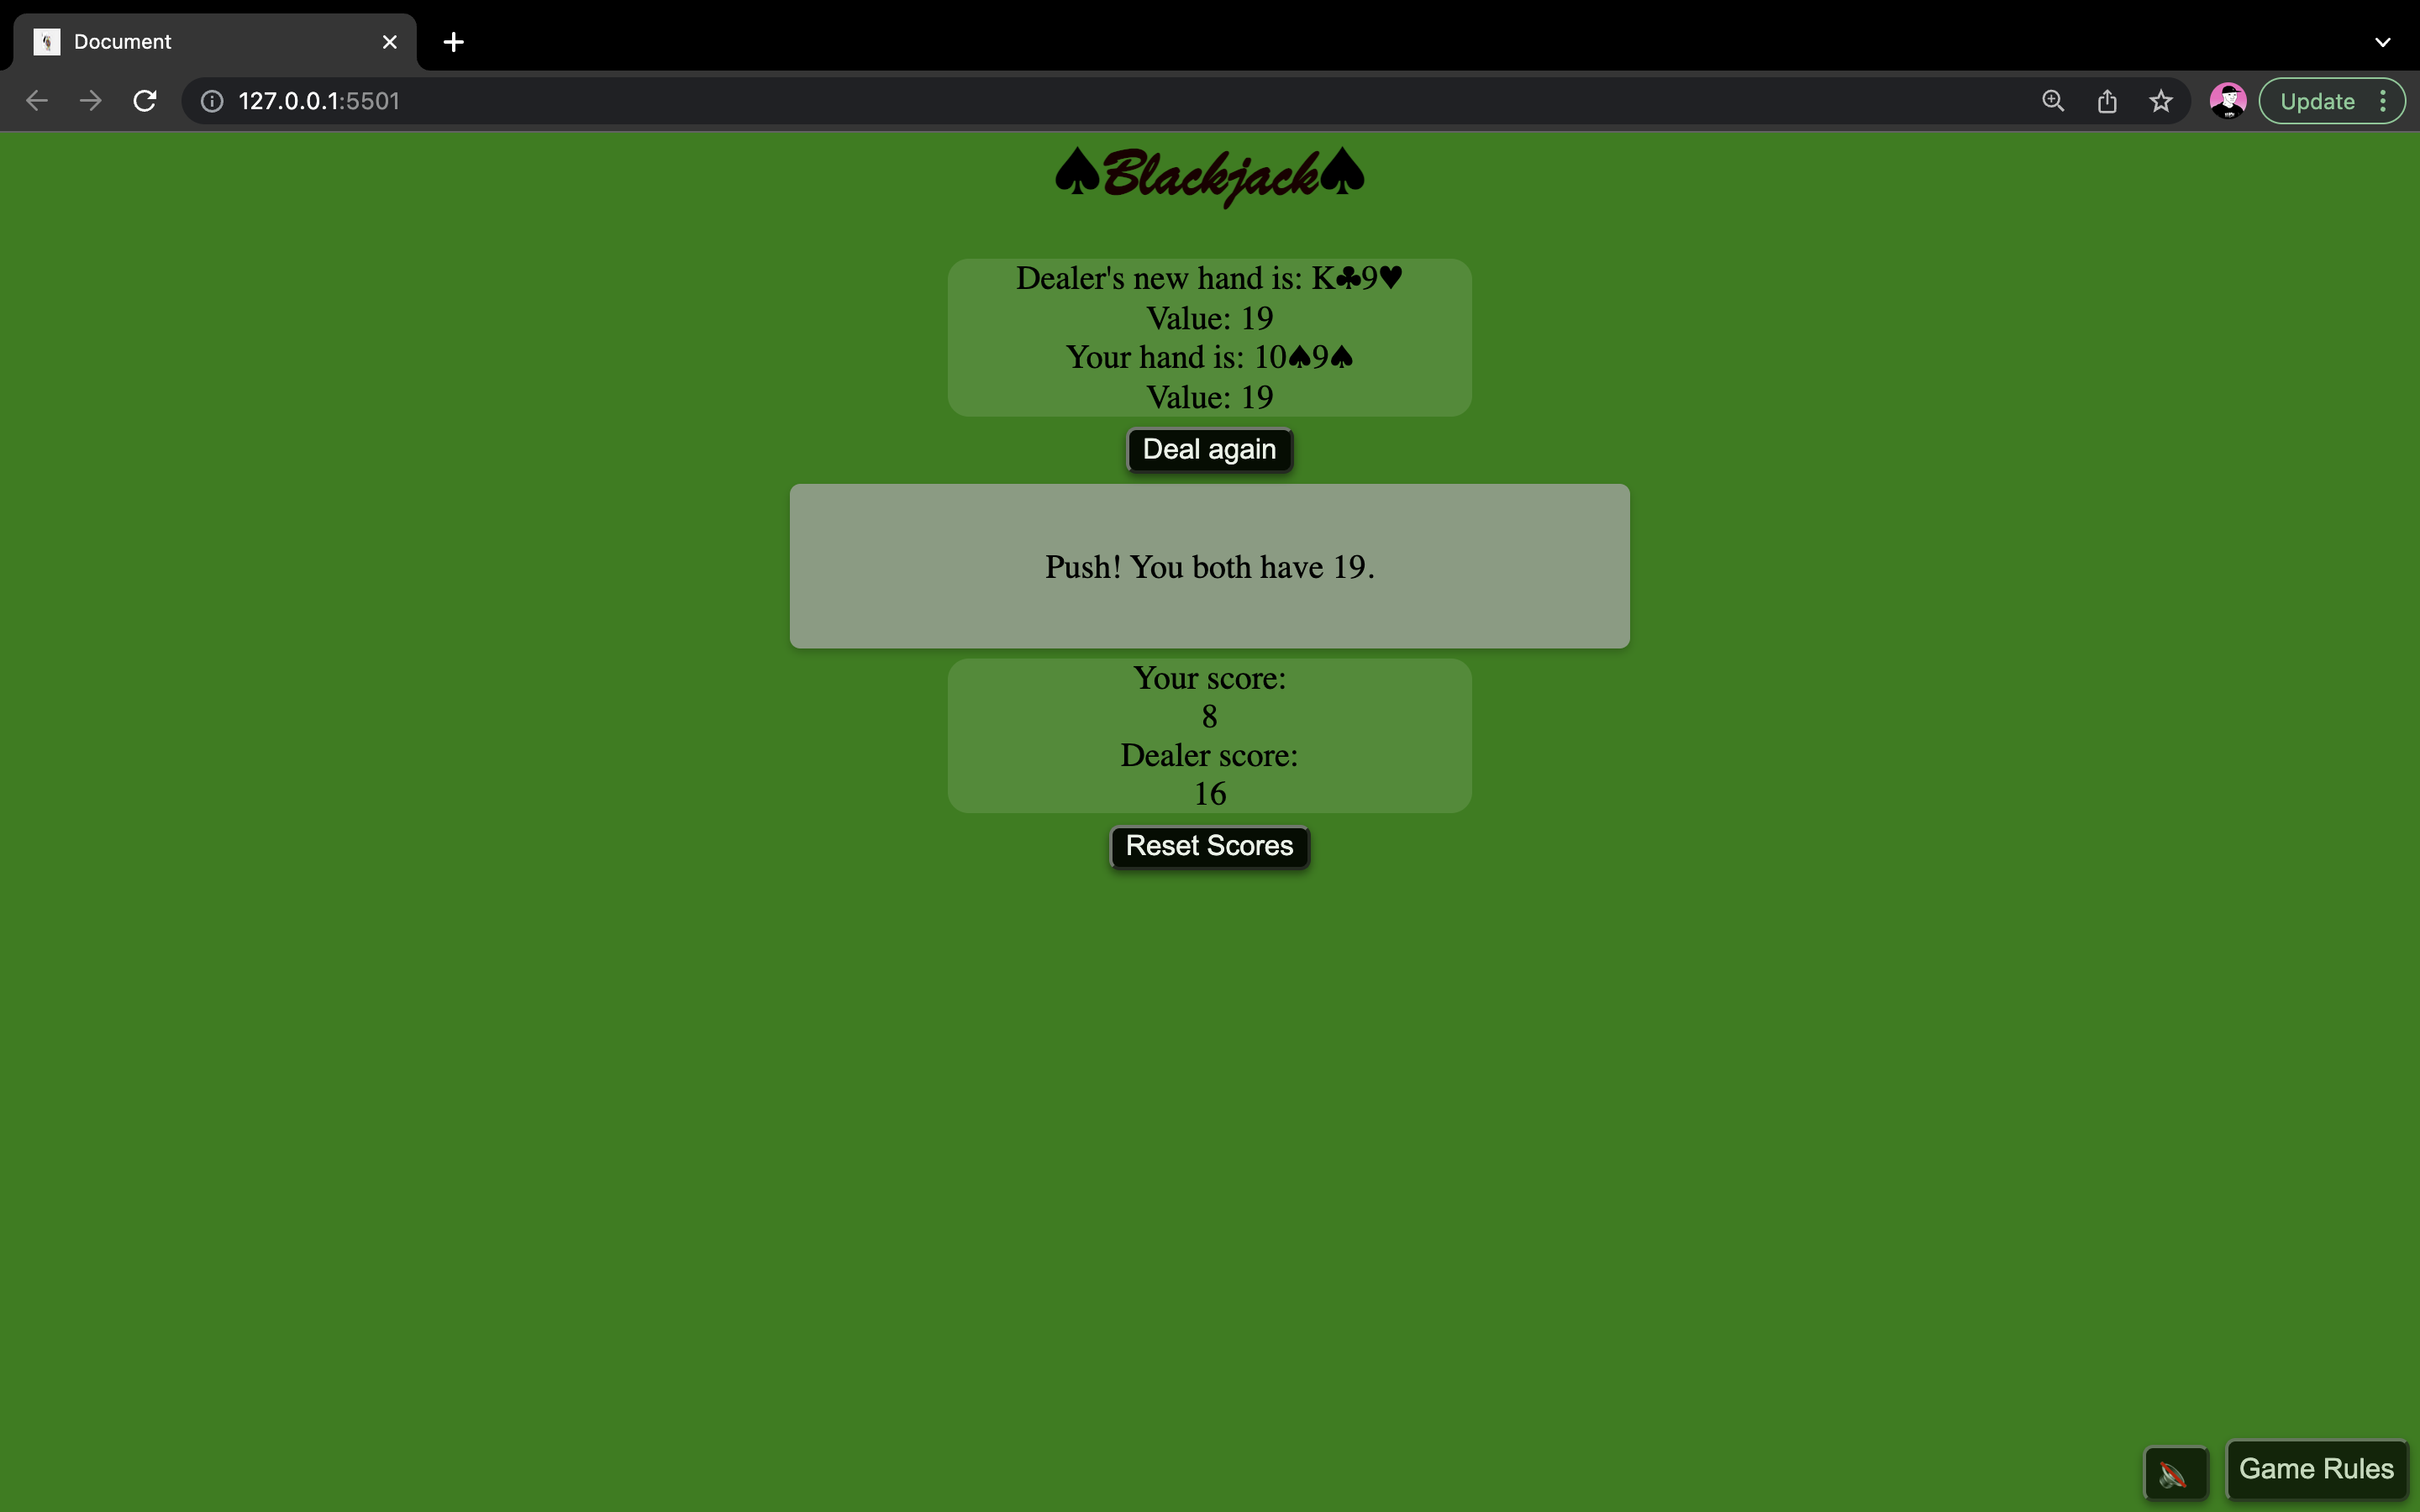 Document
127.0.0.1:5501
Update
♠Blackjack♠
Dealer's new hand is: K♣9♥
Value: 19
Your hand is: 10♠9♠
Value: 19
Deal again
Push! You both have 19.
Your score:
8
Dealer score:
16
Reset Scores
Game Rules